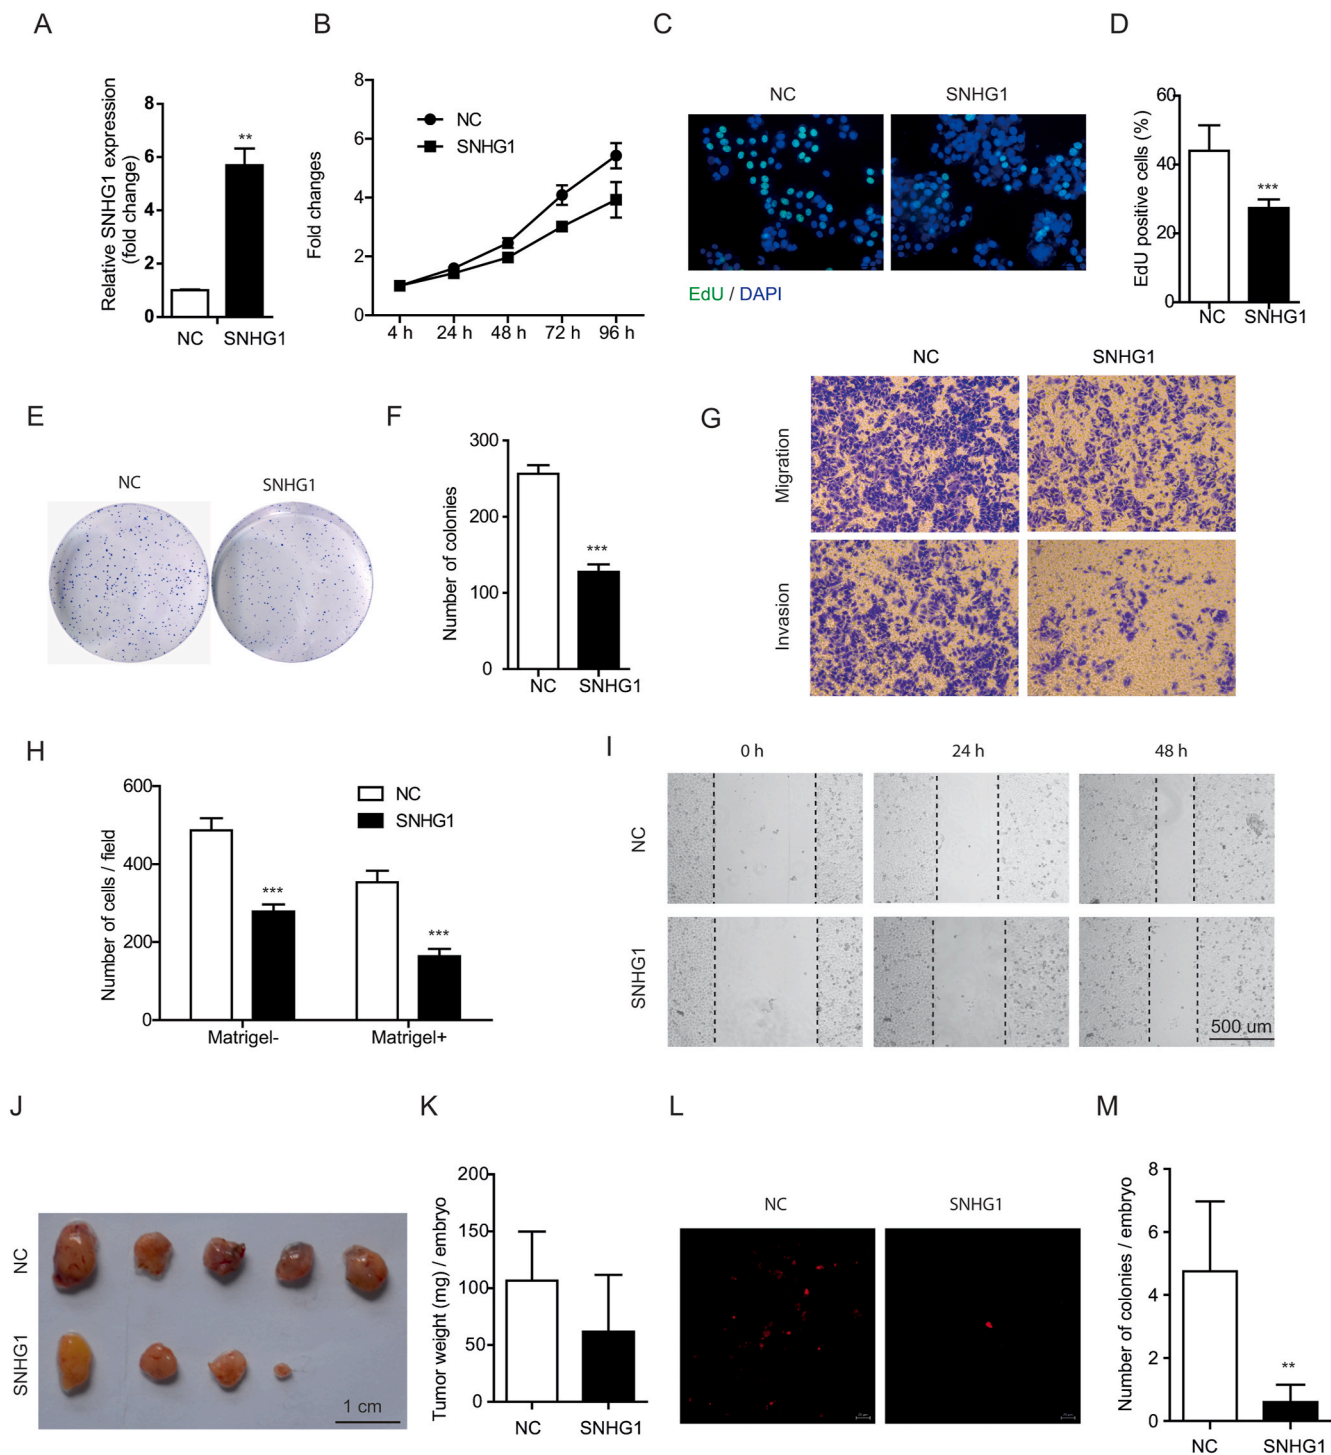 A
Relative SNHG1 expression
(fold change)
8
6
4
2
0
**
NC
SNHG1
B
Fold changes
8
6
4
2
0
NC
SNHG1
4 h
24 h
48 h
72 h
96 h
C
NC
SNHG1
EdU / DAPI
D
EdU positive cells (%)
60
40
20
0
***
NC
SNHG1
E
NC
SNHG1
F
Number of colonies
300
200
100
0
***
NC
SNHG1
G
NC
SNHG1
Migration
Invasion
H
Number of cells / field
600
400
200
0
NC
SNHG1
***
***
Matrigel-
Matrigel+
I
0 h
24 h
48 h
NC
SNHG1
500 um
J
NC
SNHG1
1 cm
K
Tumor weight (mg) / embryo
200
150
100
50
0
NC
SNHG1
L
NC
SNHG1
M
Number of colonies / embryo
8
6
4
2
0
**
NC
SNHG1